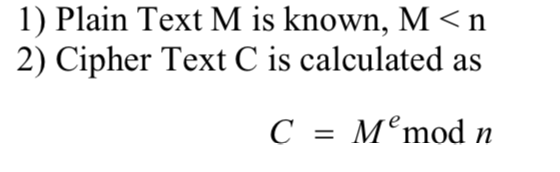 1) Plain Text M is known, M < n
2) Cipher Text C is calculated as
C = M^e mod n